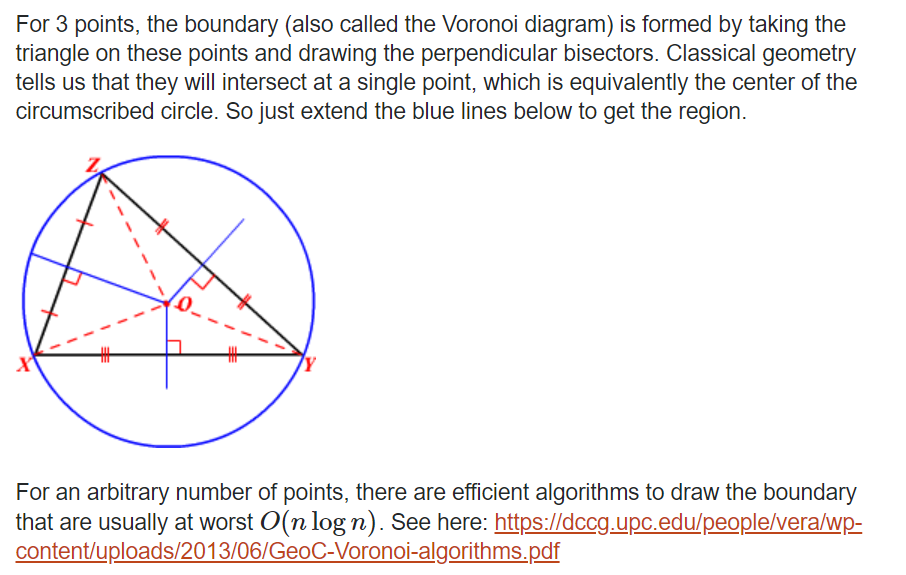 For 3 points, the boundary (also called the Voronoi diagram) is formed by taking the
triangle on these points and drawing the perpendicular bisectors. Classical geometry
tells us that they will intersect at a single point, which is equivalently the center of the
circumscribed circle. So just extend the blue lines below to get the region.
Z
O
X
Y
For an arbitrary number of points, there are efficient algorithms to draw the boundary
that are usually at worst O(n log n). See here: https://dccg.upc.edu/people/vera/wp-
content/uploads/2013/06/GeoC-Voronoi-algorithms.pdf